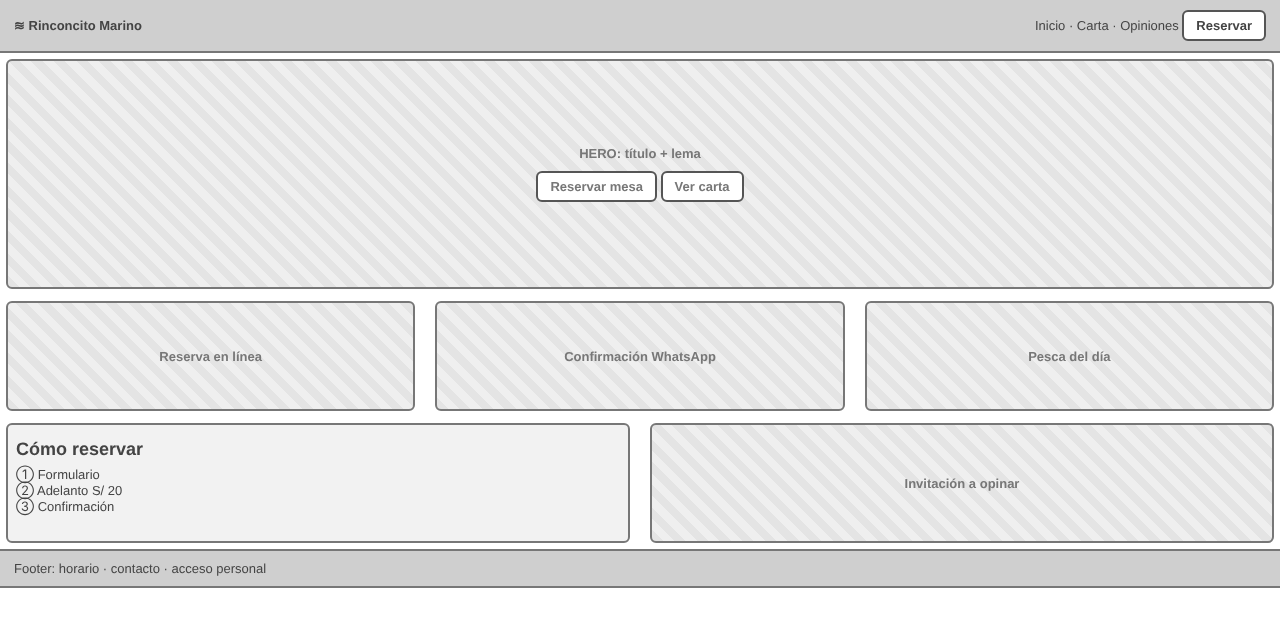 ≋ Rinconcito Marino
Inicio · Carta · Opiniones Reservar
HERO: título + lema
Reservar mesa Ver carta
Reserva en línea
Confirmación WhatsApp
Pesca del día
Cómo reservar
① Formulario
② Adelanto S/ 20
③ Confirmación
Invitación a opinar
Footer: horario · contacto · acceso personal